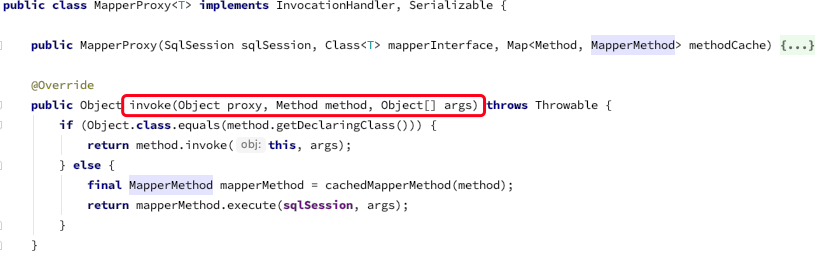 public class MapperProxy<T> implements InvocationHandler, Serializable {
public MapperProxy(SqlSession sqlSession, Class<T> mapperInterface, Map<Method, MapperMethod> methodCache) {...}
@Override
public Object invoke(Object proxy, Method method, Object[] args) throws Throwable {
if (Object.class.equals(method.getDeclaringClass())) {
return method.invoke( obj: this, args);
} else {
final MapperMethod mapperMethod = cachedMapperMethod(method);
return mapperMethod.execute(sqlSession, args);
}
}